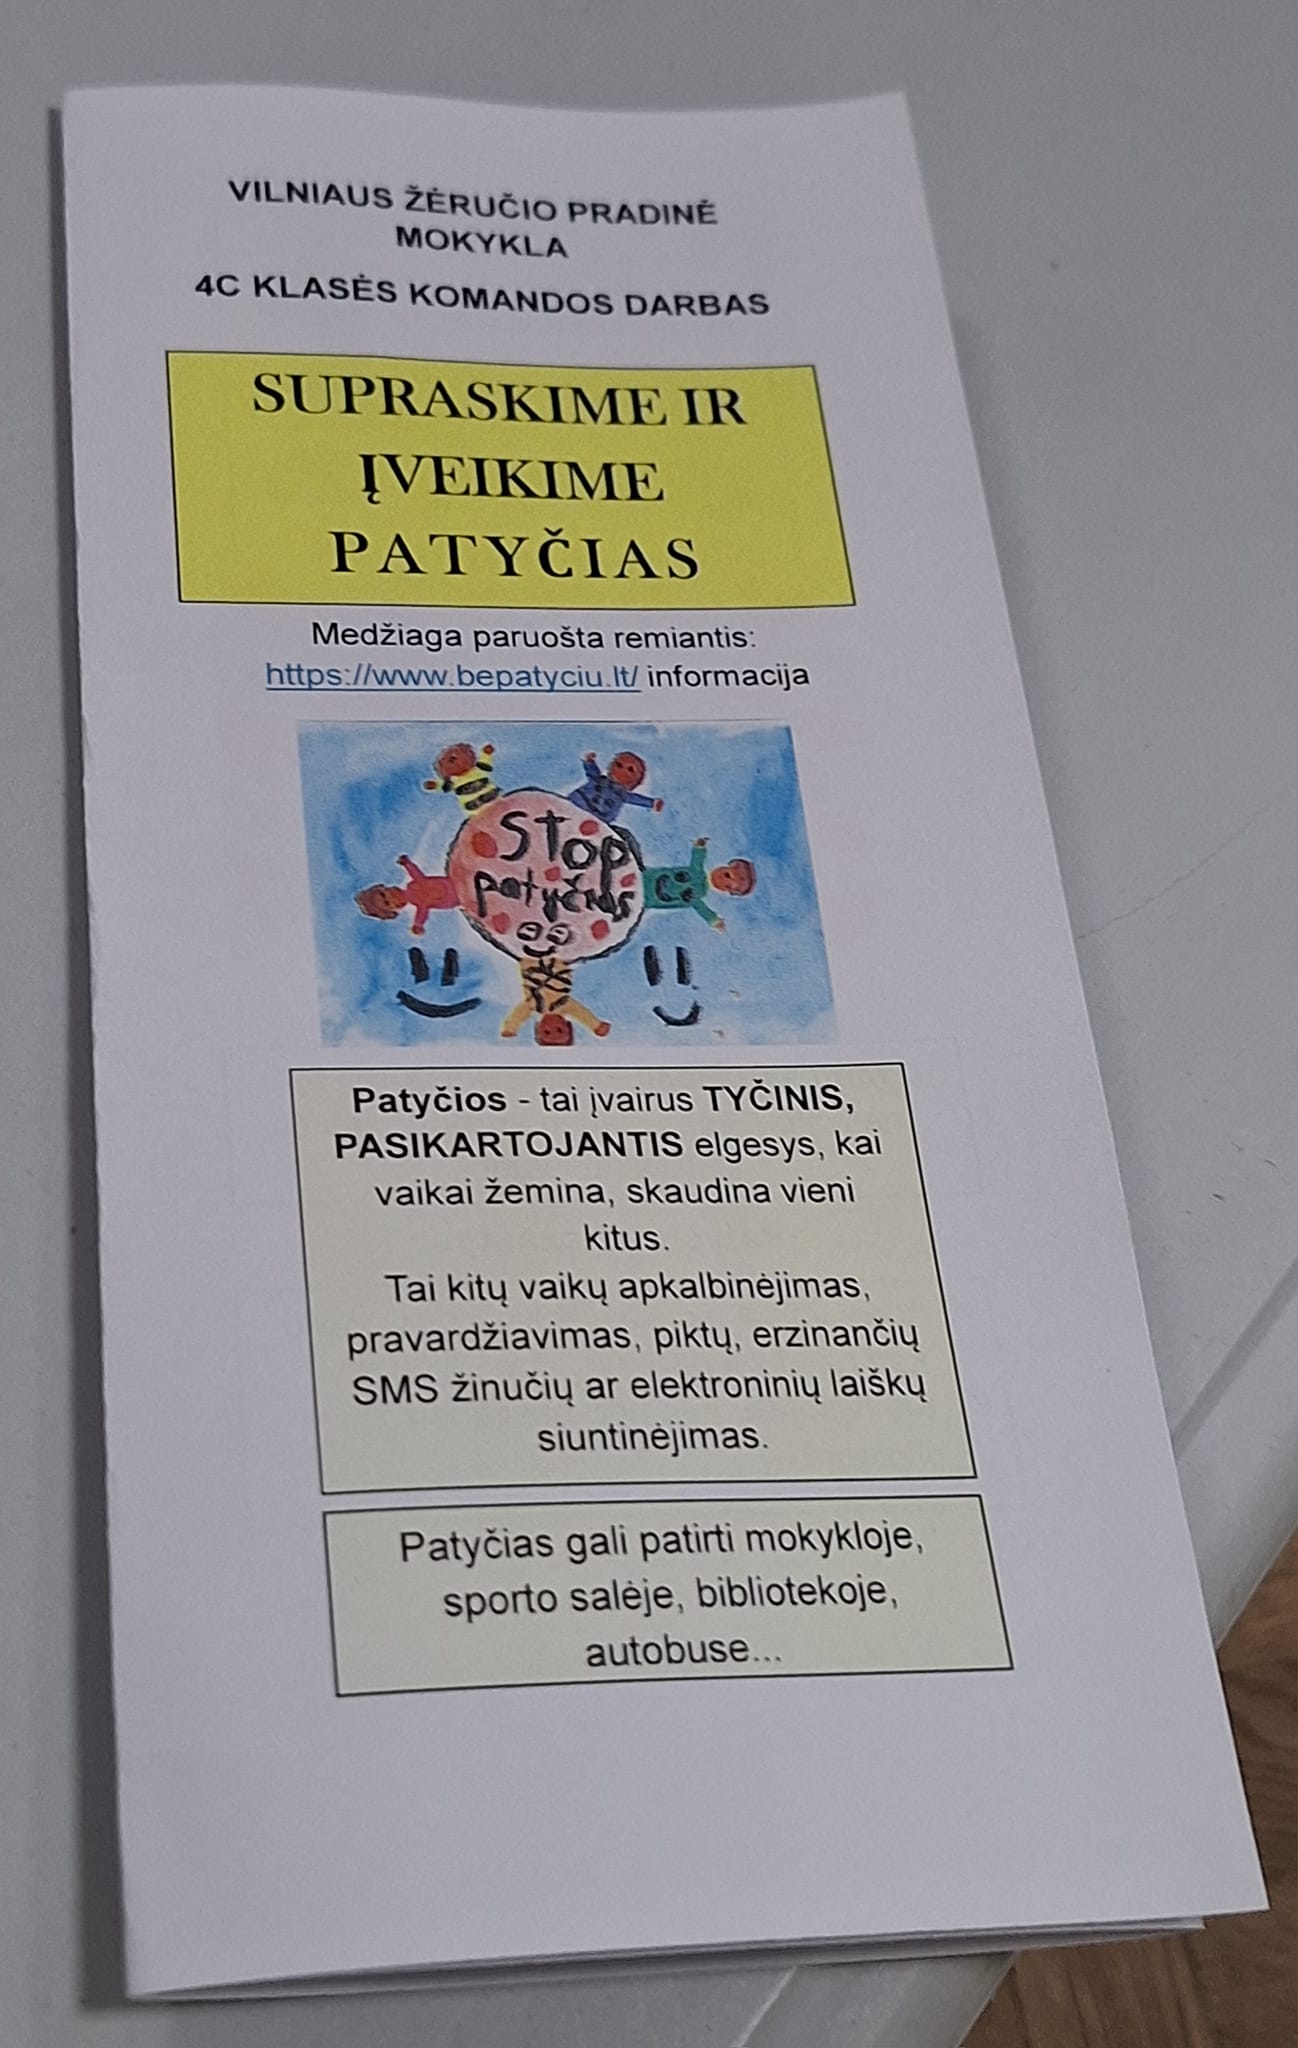 VILNIAUS ŽĖRUČIO PRADINĖ
MOKYKLA
4C KLASĖS KOMANDOS DARBAS
SUPRASKIME IR
ĮVEIKIME
PATYČIAS
Medžiaga paruošta remiantis:
https://www.bepatyciu.lt/ informacija
Stop
patyčias
Patyčios - tai įvairus TYČINIS,
PASIKARTOJANTIS elgesys, kai
vaikai žemina, skaudina vieni
kitus.
Tai kitų vaikų apkalbinėjimas,
pravardžiavimas, piktų, erzinančių
SMS žinučių ar elektroninių laiškų
siuntinėjimas.
Patyčias gali patirti mokykloje,
sporto salėje, bibliotekoje,
autobuse...